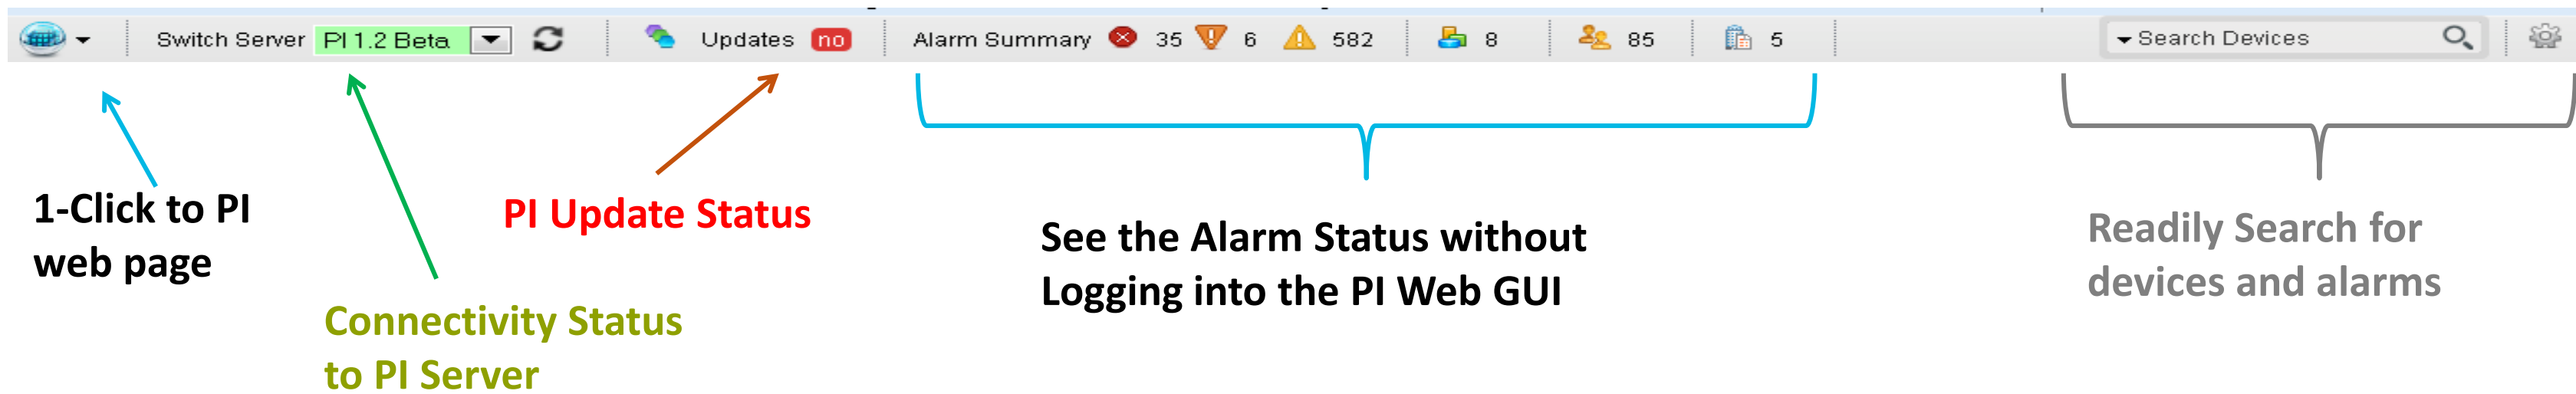 Switch Server PI 1.2 Beta Updates no Alarm Summary 35 6 582 8 85 5 Search Devices
1-Click to PI
web page
PI Update Status
Connectivity Status
to PI Server
See the Alarm Status without
Logging into the PI Web GUI
Readily Search for
devices and alarms